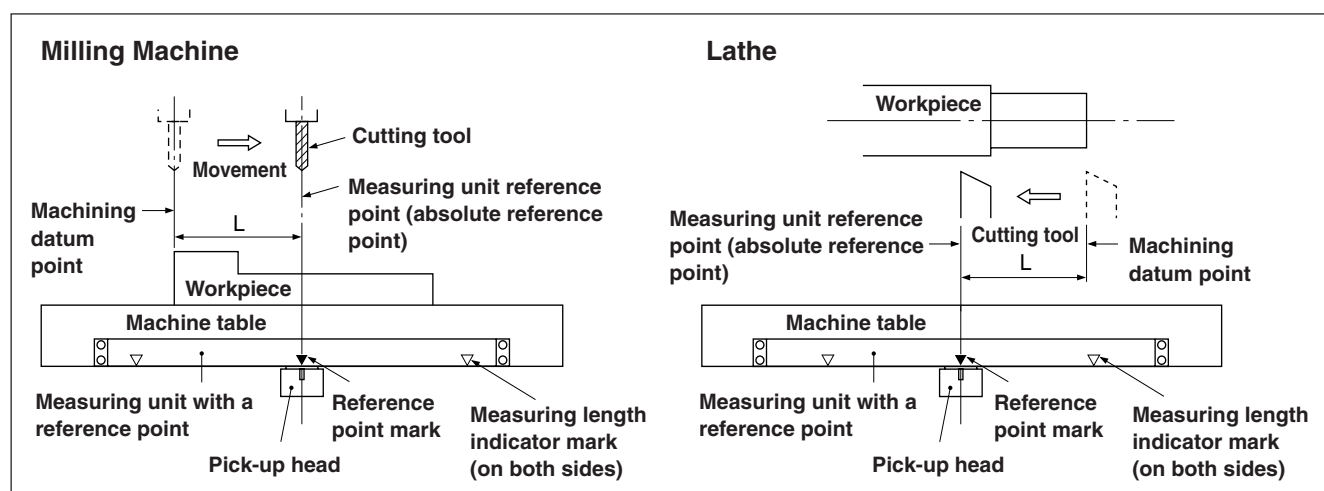 Milling Machine
Cutting tool
Movement
Measuring unit reference
point (absolute reference
point)
Machining
datum
point
L
Workpiece
Machine table
Measuring unit with a
reference point
Pick-up head
Reference
point mark
Measuring length
indicator mark
(on both sides)
Lathe
Workpiece
Measuring unit reference
point (absolute reference
point)
Cutting tool
L
Machining
datum point
Machine table
Measuring unit with a
reference point
Pick-up head
Reference
point mark
Measuring length
indicator mark
(on both sides)